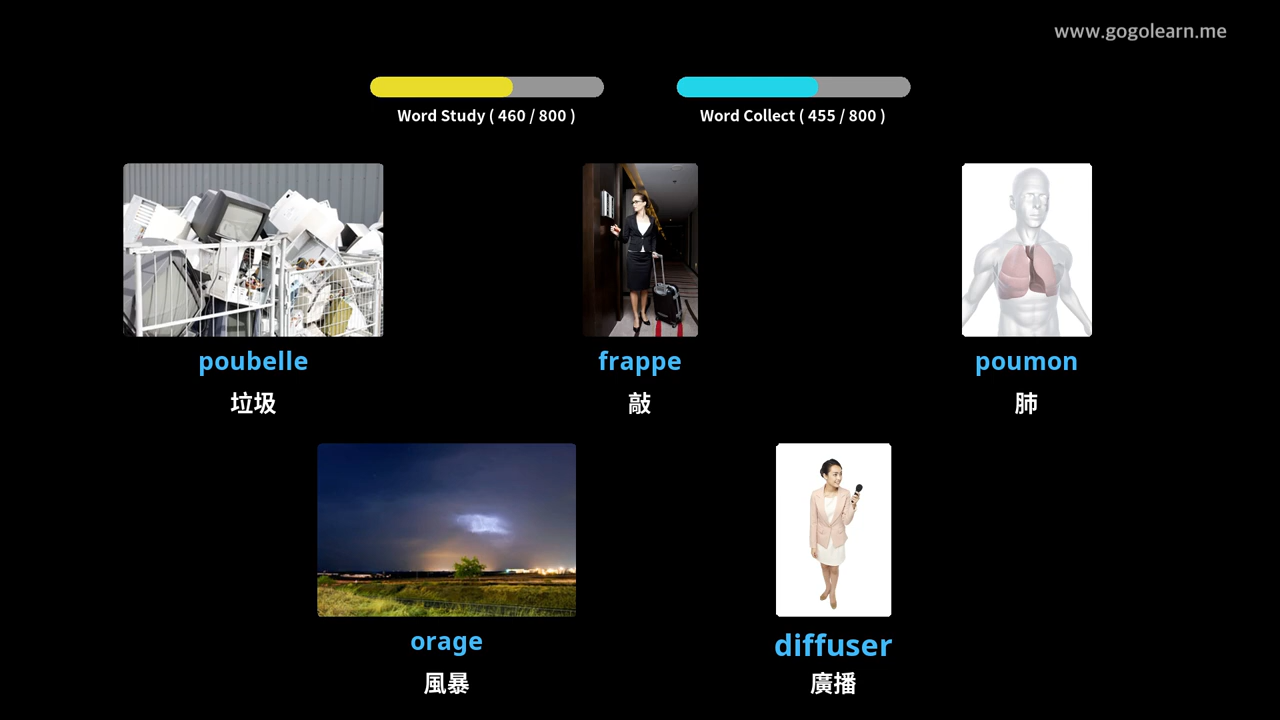 www.gogolearn.me
Word Study ( 460 / 800 )
Word Collect ( 455 / 800 )
poubelle
垃圾
frappe
敲
poumon
肺
orage
風暴
diffuser
廣播